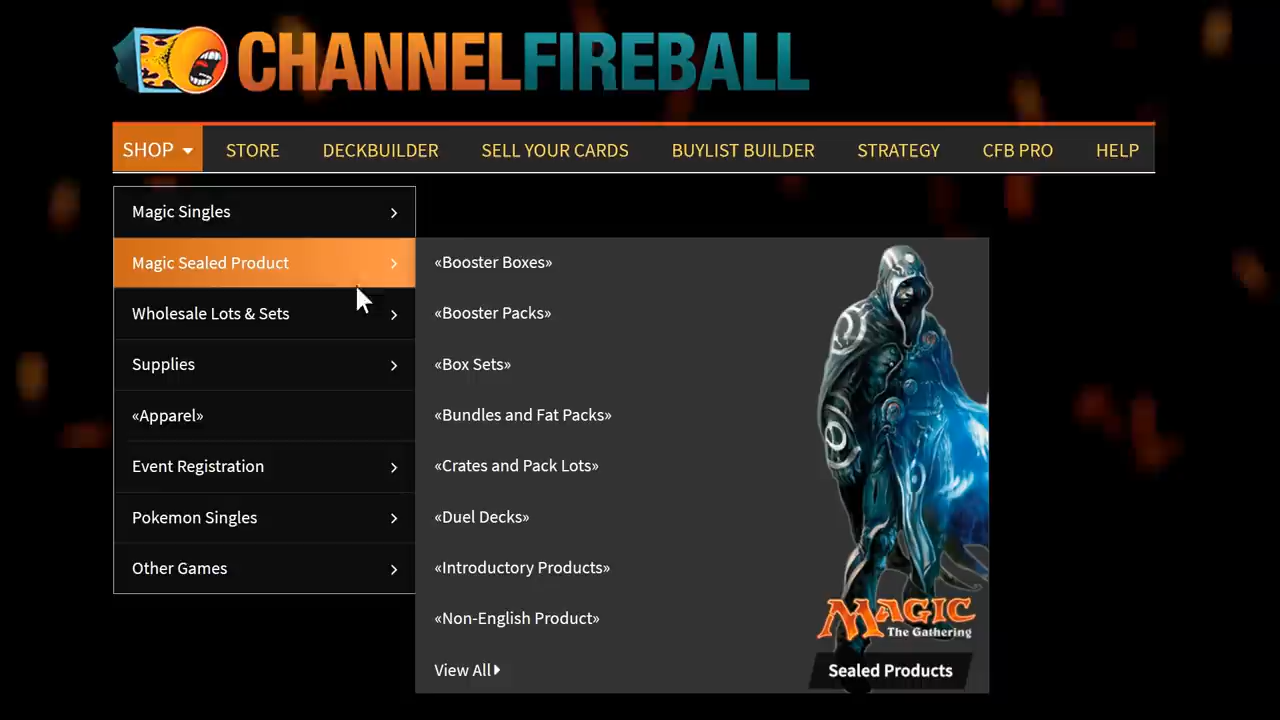 CHANNELFIREBALL
SHOP STORE DECKBUILDER SELL YOUR CARDS BUYLIST BUILDER STRATEGY CFB PRO HELP
Magic Singles
Magic Sealed Product
Wholesale Lots & Sets
Supplies
«Apparel»
Event Registration
Pokemon Singles
Other Games
«Booster Boxes»
«Booster Packs»
«Box Sets»
«Bundles and Fat Packs»
«Crates and Pack Lots»
«Duel Decks»
«Introductory Products»
«Non-English Product»
View All
MAGIC
The Gathering
Sealed Products